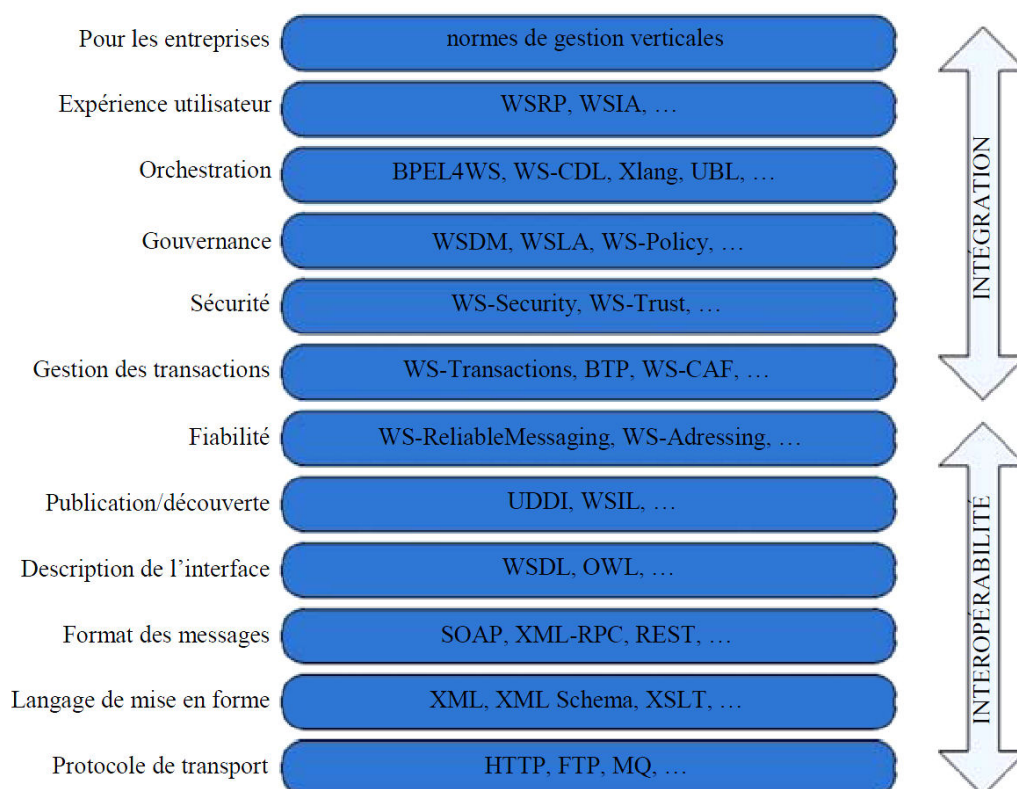 Pour les entreprises normes de gestion verticales
Expérience utilisateur WSRP, WSIA, …
Orchestration BPEL4WS, WS-CDL, Xlang, UBL, …
Gouvernance WSDM, WSLA, WS-Policy, …
Sécurité WS-Security, WS-Trust, …
Gestion des transactions WS-Transactions, BTP, WS-CAF, …
Fiabilité WS-ReliableMessaging, WS-Adressing, …
Publication/découverte UDDI, WSIL, …
Description de l’interface WSDL, OWL, …
Format des messages SOAP, XML-RPC, REST, …
Langage de mise en forme XML, XML Schema, XSLT, …
Protocole de transport HTTP, FTP, MQ, …
INTÉGRATION
INTEROPÉRABILITÉ